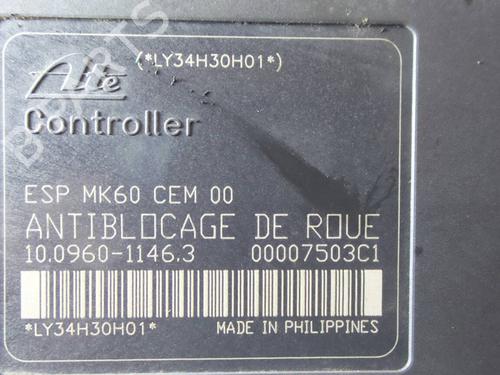 (*LY34H30H01*)
Ate
Controller
ESP MK60 CEM 00
ANTIBLOCAGE DE ROUE
10.0960-1146.3 00007503C1
*LY34H30H01* MADE IN PHILIPPINES